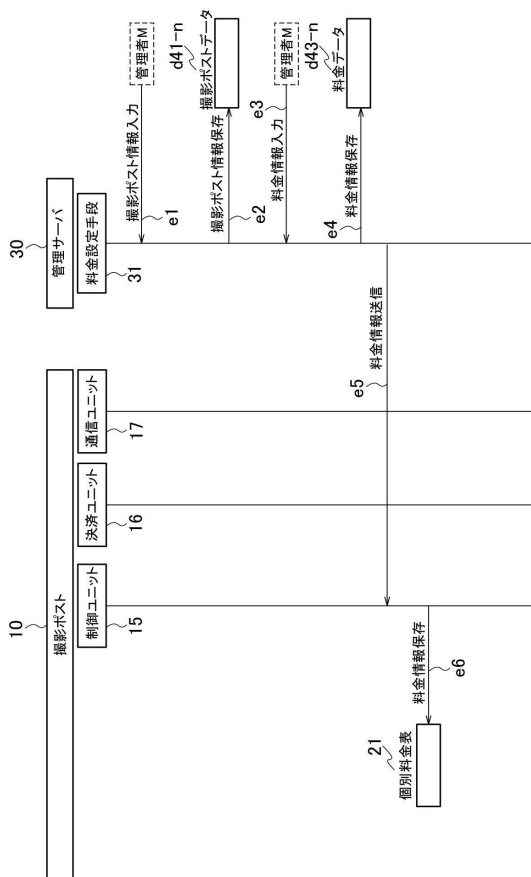 10
撮影ポスト
制御ユニット
15
決済ユニット
16
通信ユニット
17
30
管理サーバ
料金設定手段
31
管理者M
撮影ポスト情報入力
e1
d41-n
撮影ポストデータ
撮影ポスト情報保存
e2
管理者M
e3
料金情報入力
d43-n
料金データ
料金情報保存
e4
料金情報送信
e5
料金情報保存
e6
21
個別料金表